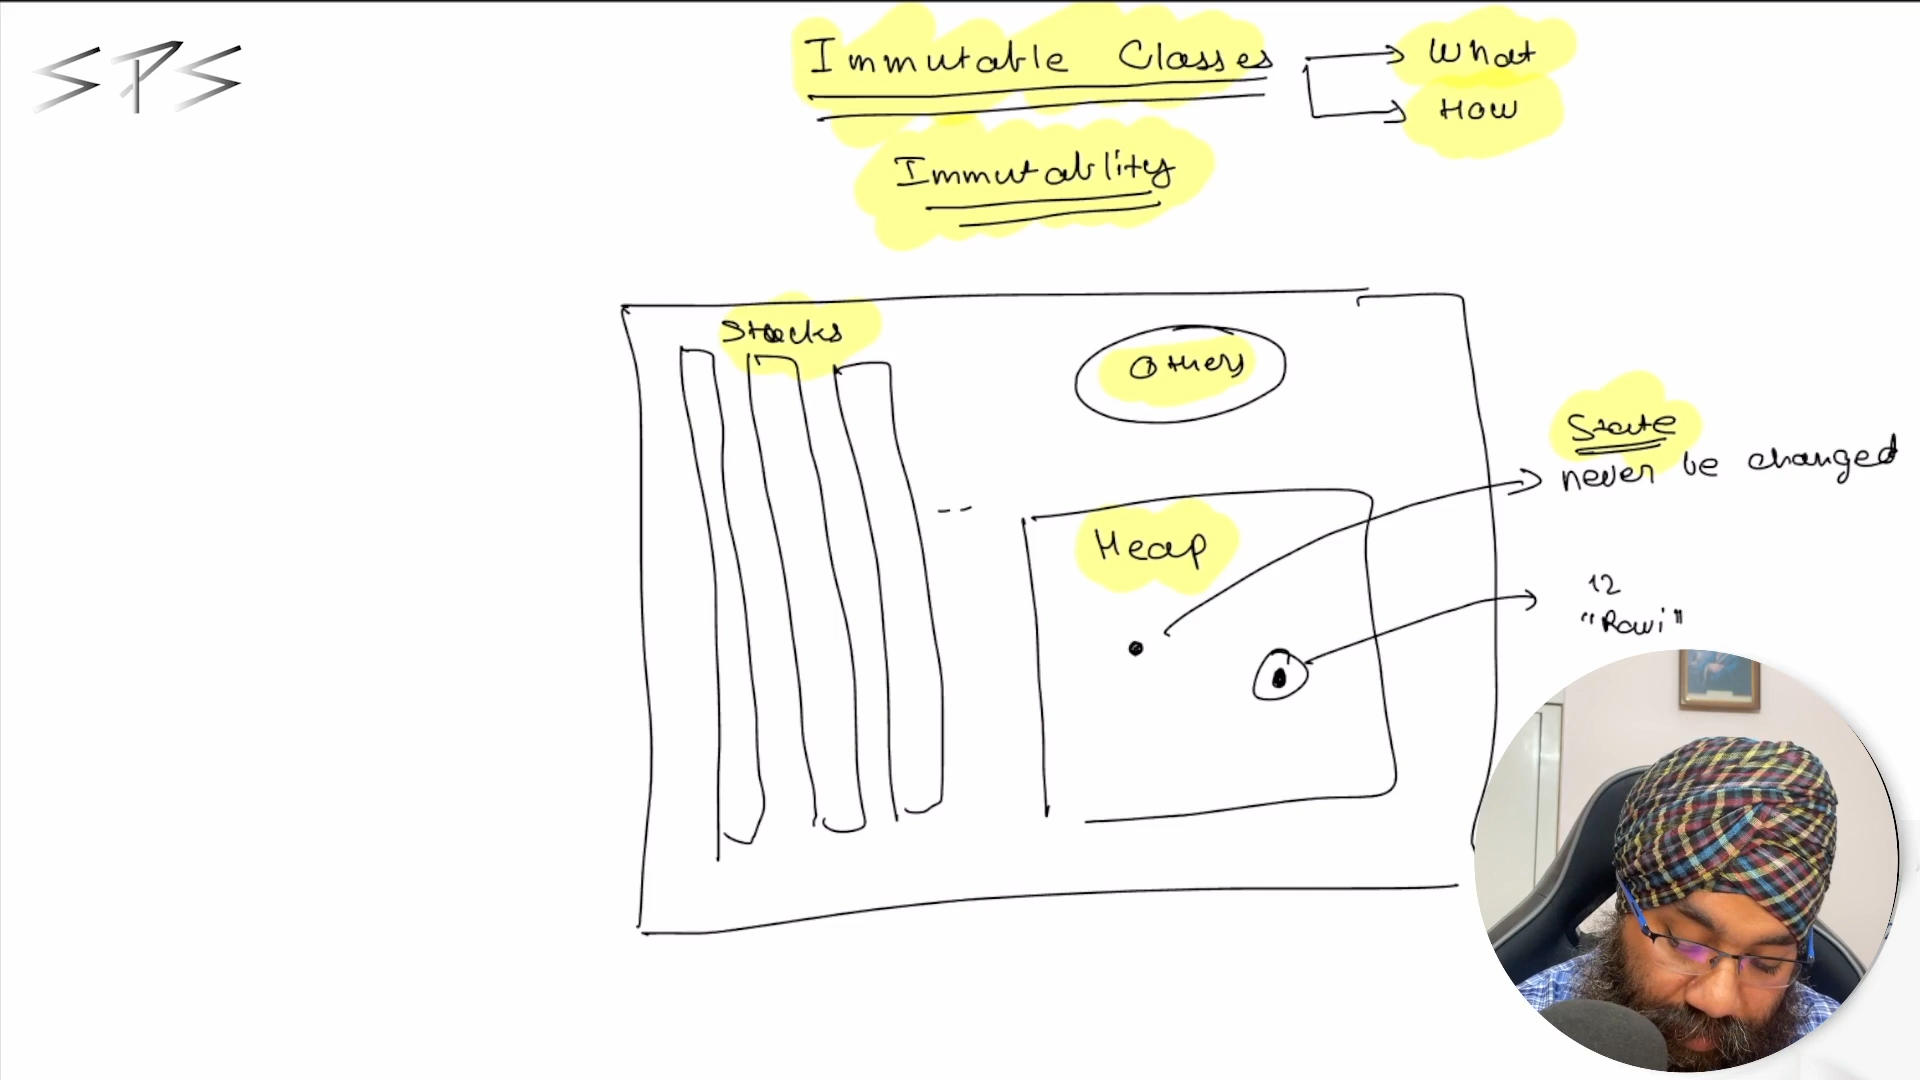 SPS
Immutable Classes
What
How
Immutablity
Stacks
Others
State
never be changed
Heap
12
"Ravi"